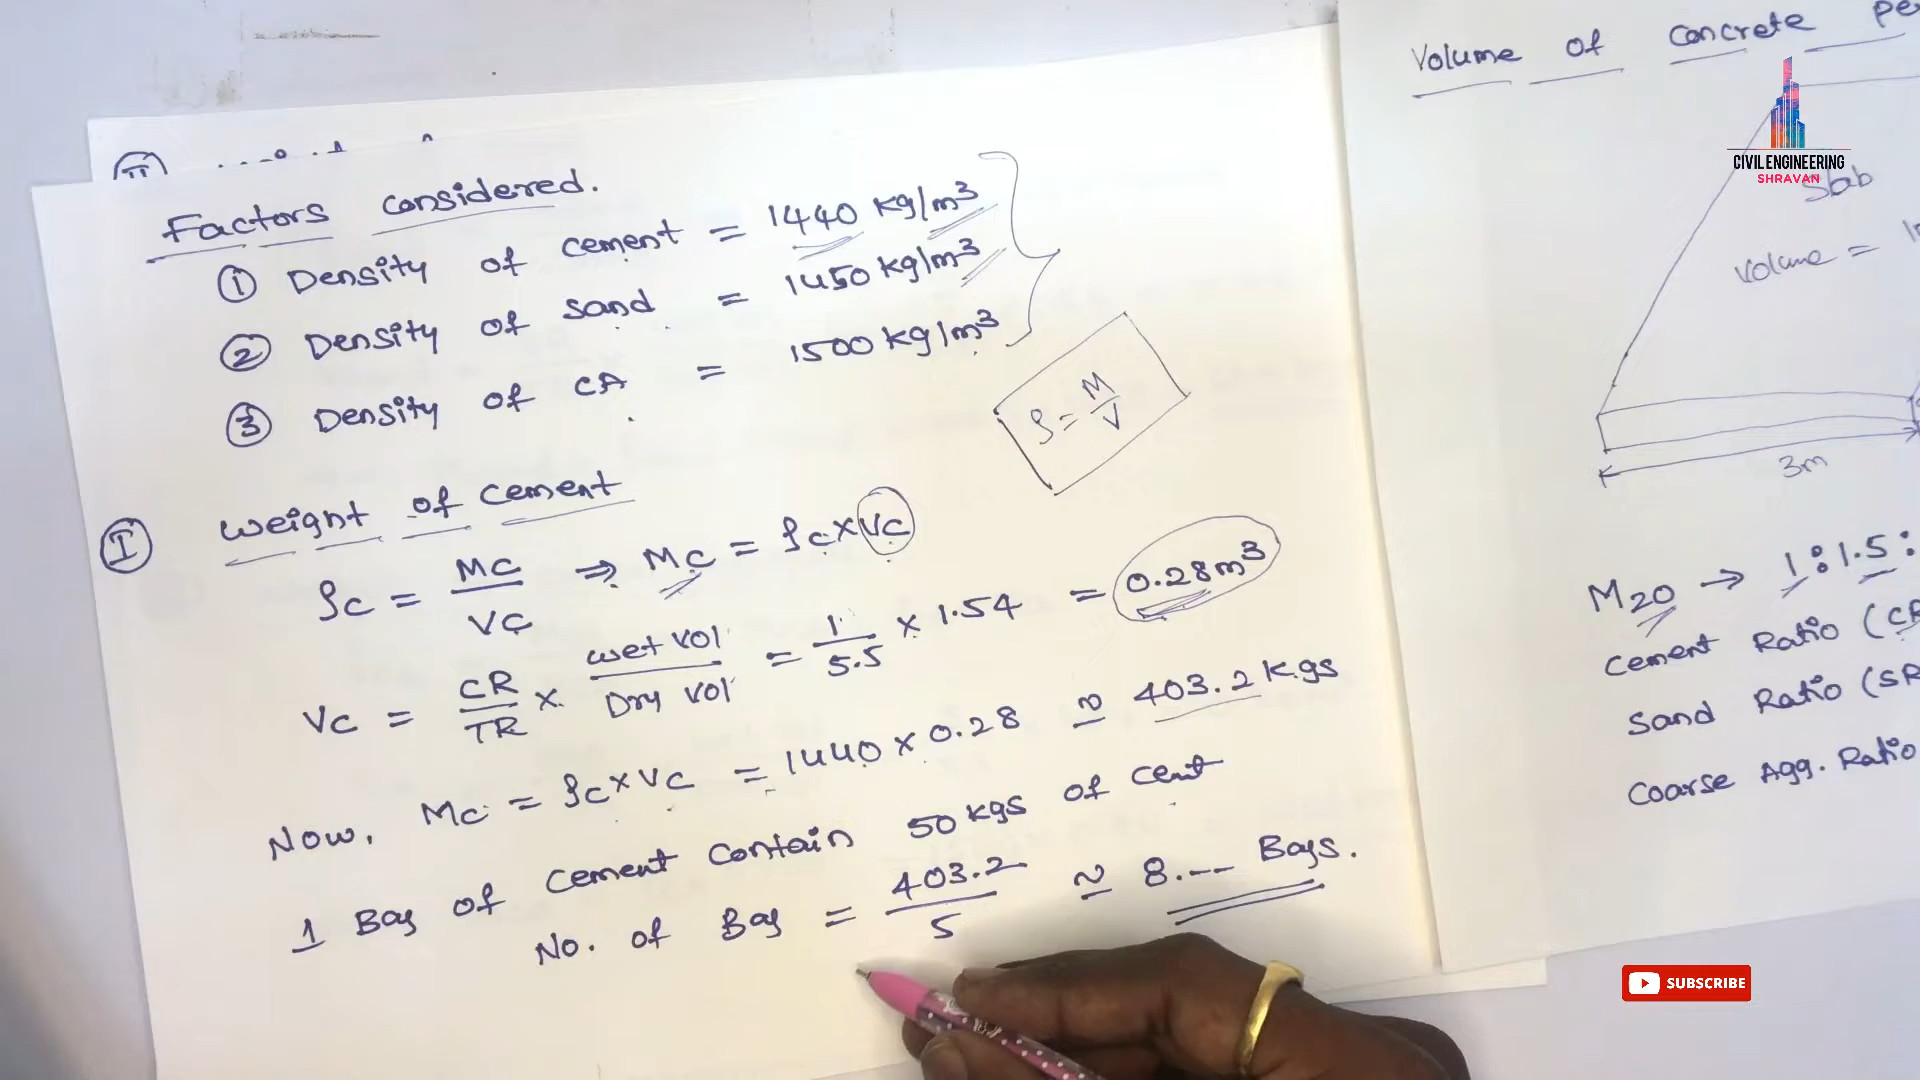 Factors considered.
① Density of cement = 1440 kg/m³
② Density of sand = 1450 kg/m³
③ Density of CA = 1500 kg/m³
ρ = M/V
Ⓘ Weight of Cement
ρc = Mc/Vc ⇒ Mc = ρc × Vc
Vc = CR/TR × wet vol/Dry vol = 1/5.5 × 1.54 = 0.28m³
Now, Mc = ρc × Vc = 1440 × 0.28 ≈ 403.2 kgs
1 Bag of Cement Contain 50 kgs of cent
No. of Bag = 403.2/5 ≈ 8.-- Bags.
Volume of concrete
CIVIL ENGINEERING
SHRAVAN
Slab
Volume =
3m
M20 → 1:1.5:
Cement Ratio (CR
Sand Ratio (SR
Coarse Agg. Ratio
SUBSCRIBE